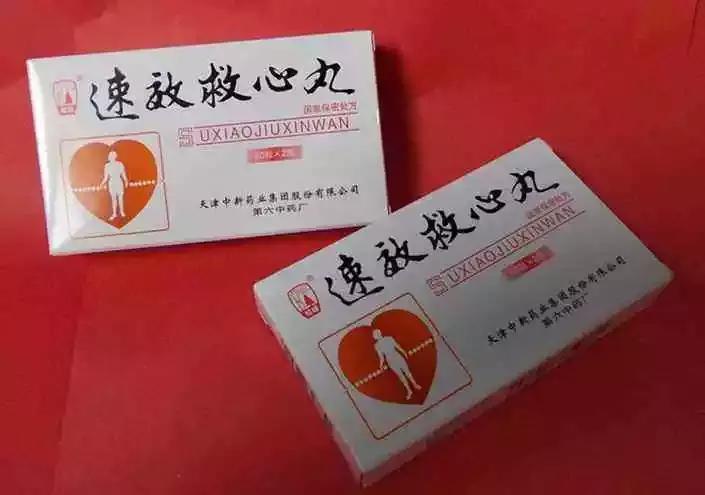 速效救心丸
国家保密处方
SUXIAOJIUXINWAN
天津中新药业集团股份有限公司
第六中药厂
速效救心丸
国家保密处方
SUXIAOJIUXINWAN
天津中新药业集团股份有限公司
第六中药厂